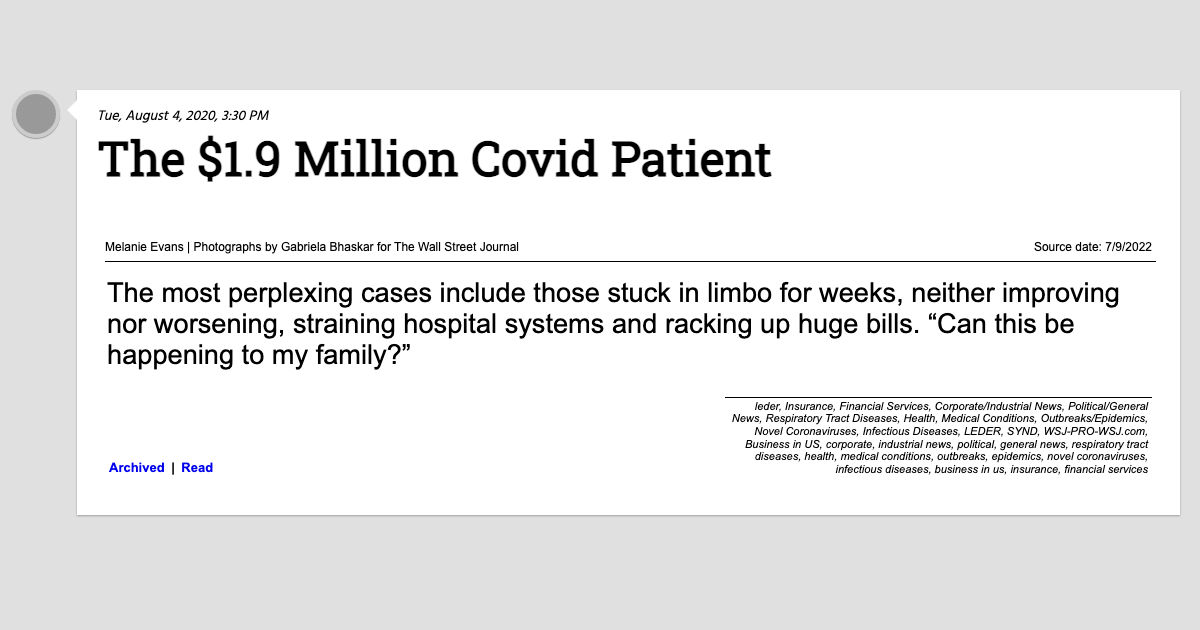 Tue, August 4, 2020, 3:30 PM
The $1.9 Million Covid Patient
Melanie Evans | Photographs by Gabriela Bhaskar for The Wall Street Journal
Source date: 7/9/2022
The most perplexing cases include those stuck in limbo for weeks, neither improving
nor worsening, straining hospital systems and racking up huge bills. “Can this be
happening to my family?”
leder, Insurance, Financial Services, Corporate/Industrial News, Political/General
News, Respiratory Tract Diseases, Health, Medical Conditions, Outbreaks/Epidemics,
Novel Coronaviruses, Infectious Diseases, LEDER, SYND, WSJ-PRO-WSJ.com,
Business in US, corporate, industrial news, political, general news, respiratory tract
diseases, health, medical conditions, outbreaks, epidemics, novel coronaviruses,
infectious diseases, business in us, insurance, financial services
Archived | Read